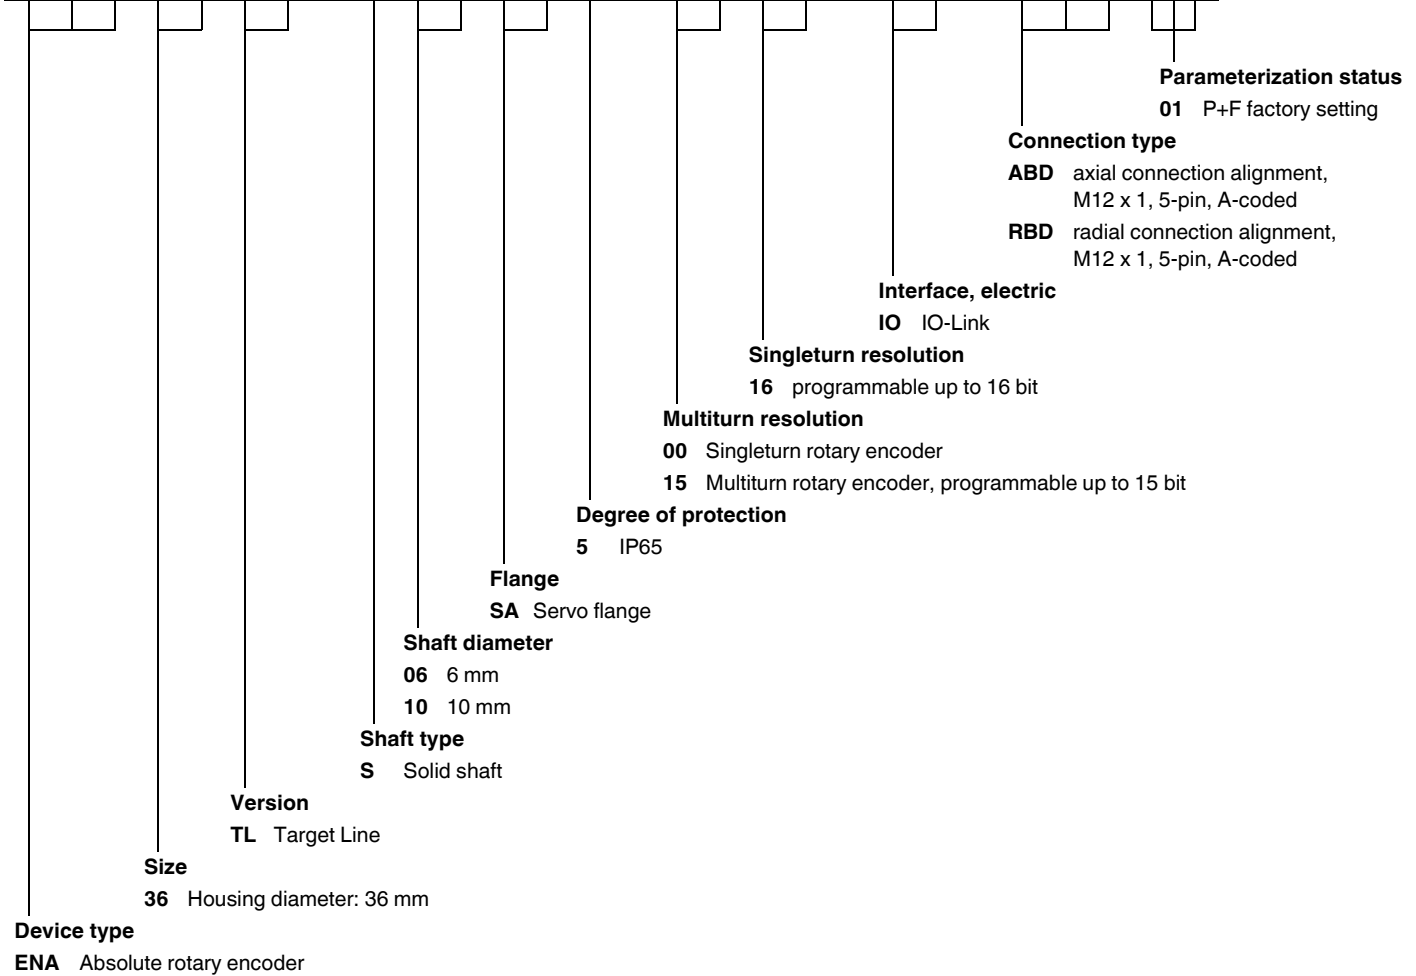 Parameterization status
01 P+F factory setting
Connection type
ABD axial connection alignment,
M12 x 1, 5-pin, A-coded
RBD radial connection alignment,
M12 x 1, 5-pin, A-coded
Interface, electric
IO IO-Link
Singleturn resolution
16 programmable up to 16 bit
Multiturn resolution
00 Singleturn rotary encoder
15 Multiturn rotary encoder, programmable up to 15 bit
Degree of protection
5 IP65
Flange
SA Servo flange
Shaft diameter
06 6 mm
10 10 mm
Shaft type
S Solid shaft
Version
TL Target Line
Size
36 Housing diameter: 36 mm
Device type
ENA Absolute rotary encoder